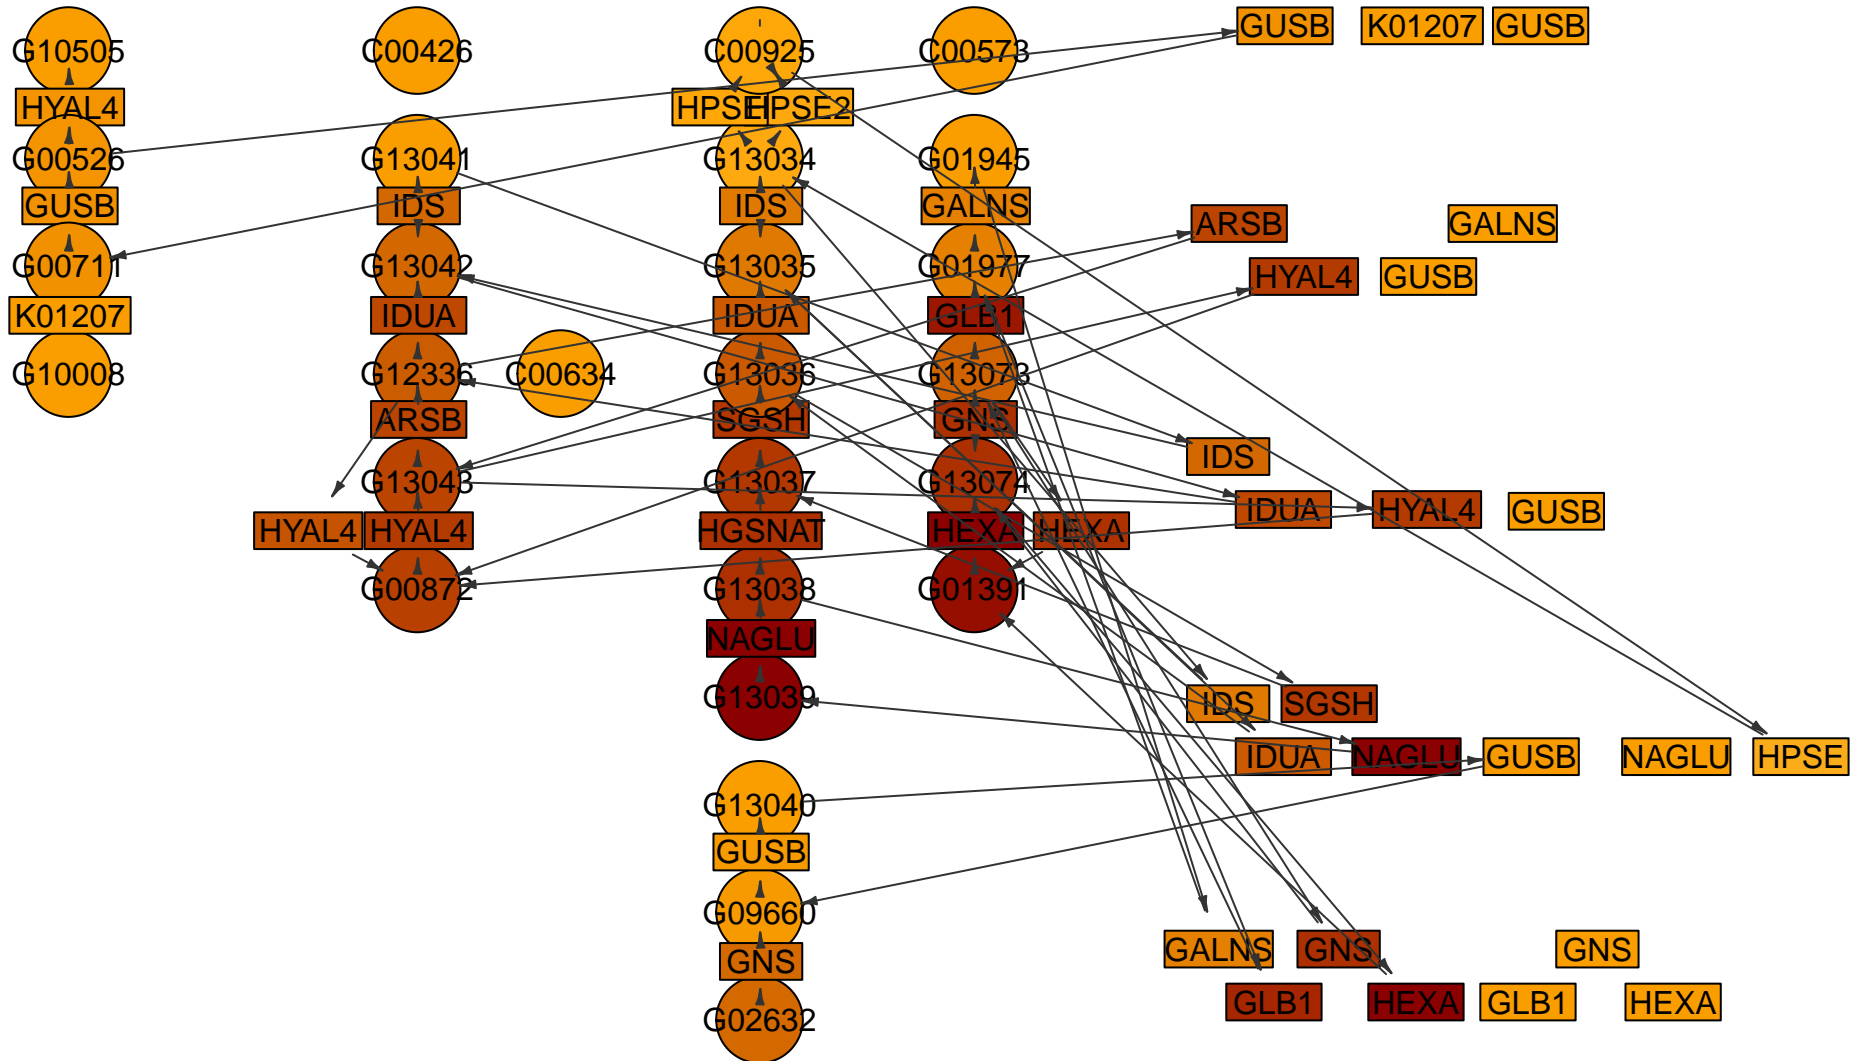 G10505 C00426 C00925 C00573 GUSB K01207 GUSB
HYAL4 HPSE HPSE2
G00526 G13041 G13034 G01945
GUSB IDS IDS GALNS ARSB GALNS
G00711 G13042 G13035 G01977 HYAL4 GUSB
K01207 IDUA IDUA GLB1
G10008 G12336 C00634 G13036 G13073
ARSB SGSH GNS
IDS
G13043 G13037 G13074
IDUA HYAL4 GUSB
HYAL4 HYAL4 HGSNAT HEXA HEXA
G00872 G13038 G01391
NAGLU
G13039 IDS SGSH
IDUA NAGLU GUSB NAGLU HPSE
G13040
GUSB
G09660
GNS GALNS GNS GNS
G02632 GLB1 HEXA GLB1 HEXA